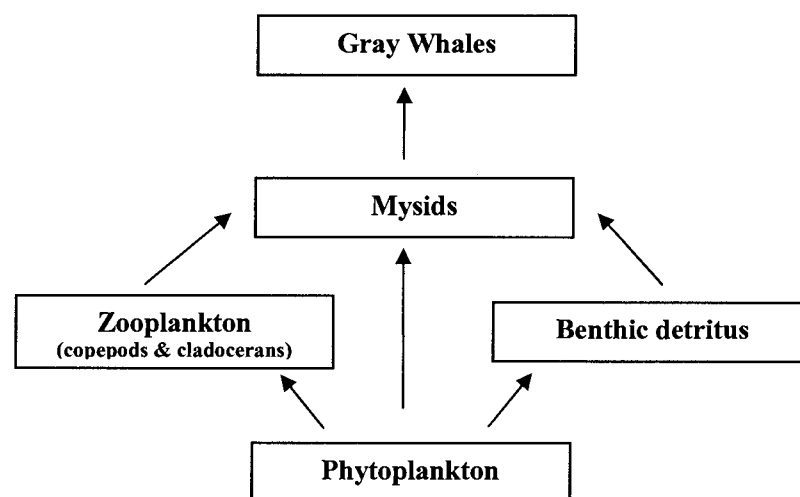 Gray Whales
Mysids
Zooplankton
(copepods & cladocerans)
Benthic detritus
Phytoplankton